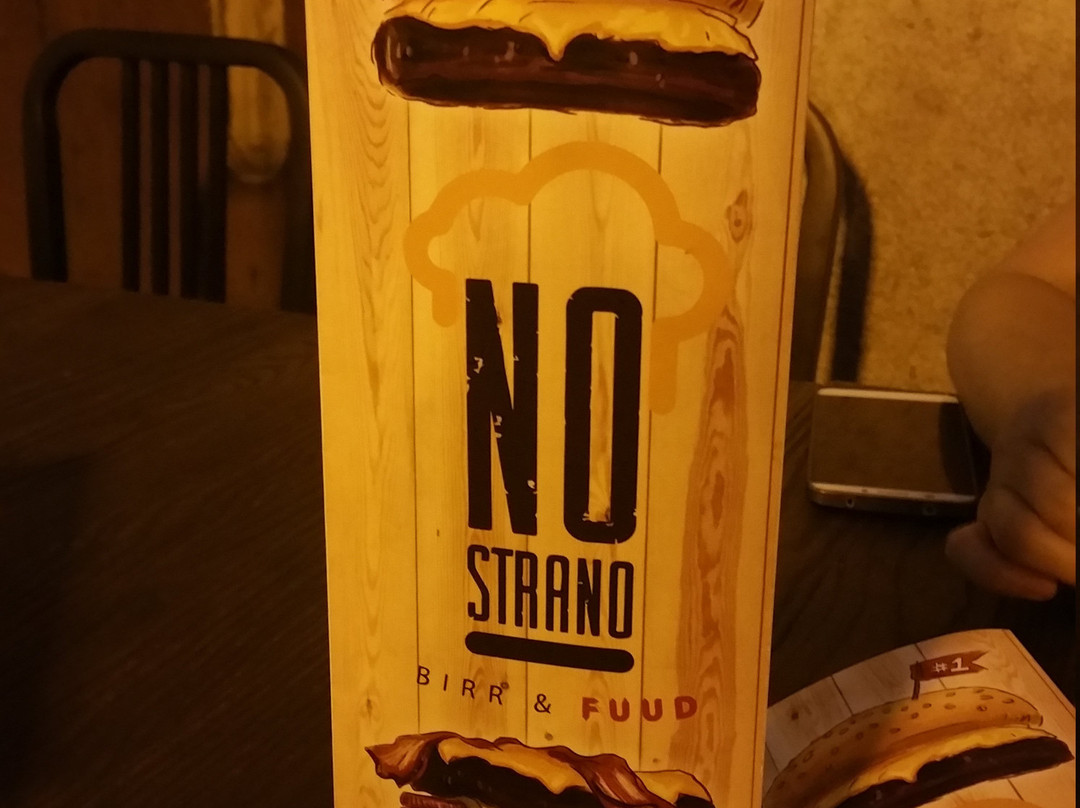 NO
STRANO
BIRR & FUUD
#1